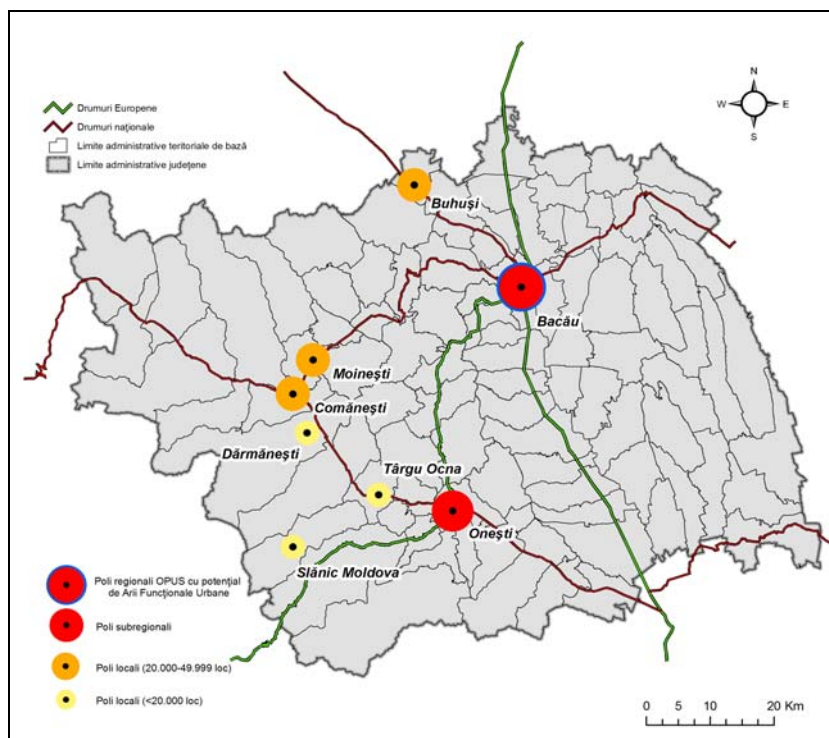 N
W
E
S
Drumuri Europene
Drumuri naționale
Limite administrative teritoriale de bază
Limite administrative județene
Buhuși
Bacău
Moinești
Comănești
Dărmănești
Târgu Ocna
Onești
Slănic Moldova
Poli regionali OPUS cu potențial
de Arii Funcționale Urbane
Poli subregionali
Poli locali (20.000-49.999 loc)
Poli locali (<20.000 loc)
0 5 10 20 Km